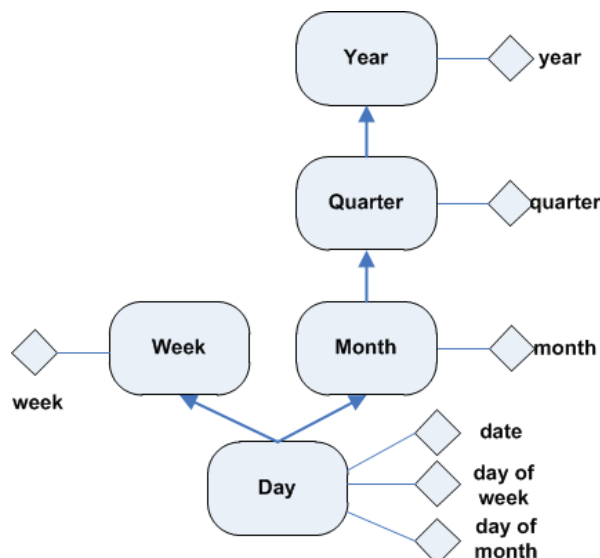 Year
year
Quarter
quarter
Week
Month
month
week
date
Day
day of
week
day of
month